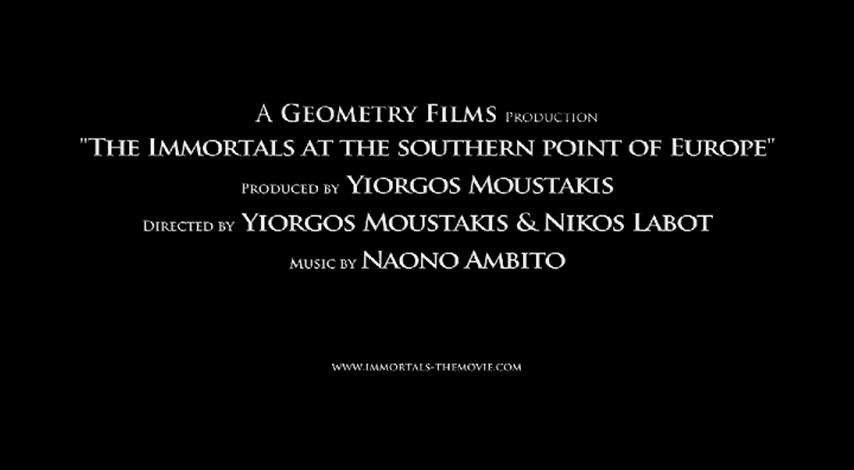 A Geometry Films Production
"The Immortals at the southern point of Europe"
Produced by Yiorgos Moustakis
Directed by Yiorgos Moustakis & Nikos Labot
Music by Naono Ambito
www.immortals-themovie.com